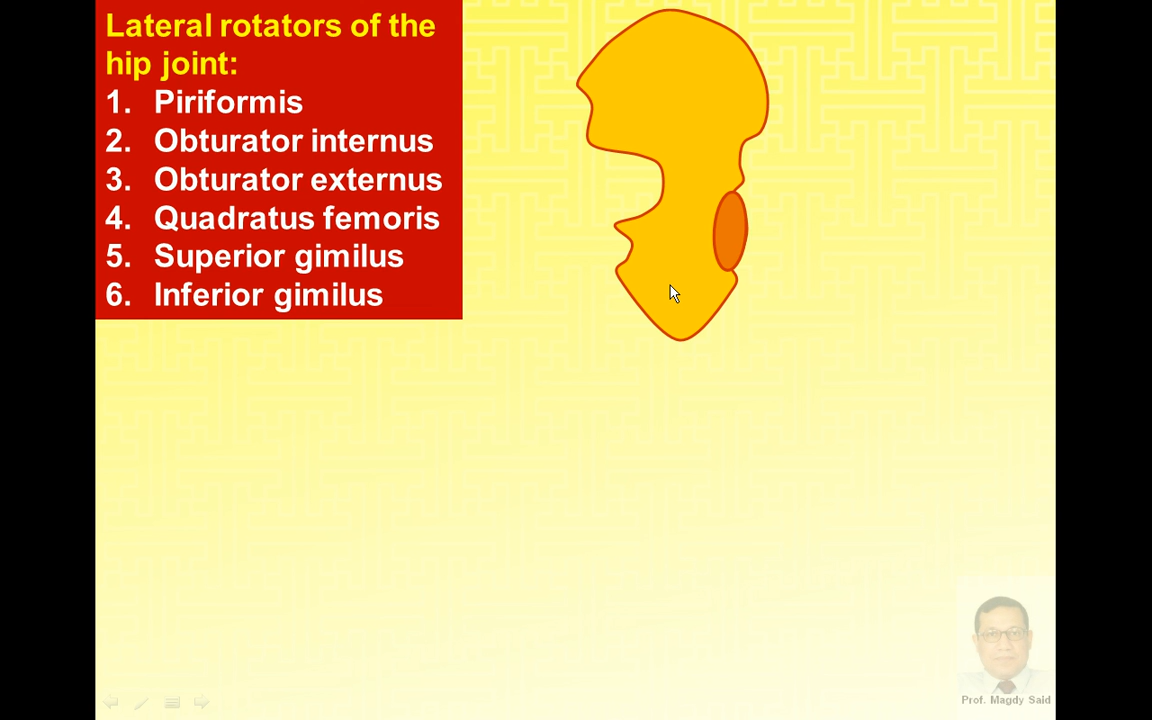 Lateral rotators of the
hip joint:
1. Piriformis
2. Obturator internus
3. Obturator externus
4. Quadratus femoris
5. Superior gimilus
6. Inferior gimilus
Prof. Magdy Said